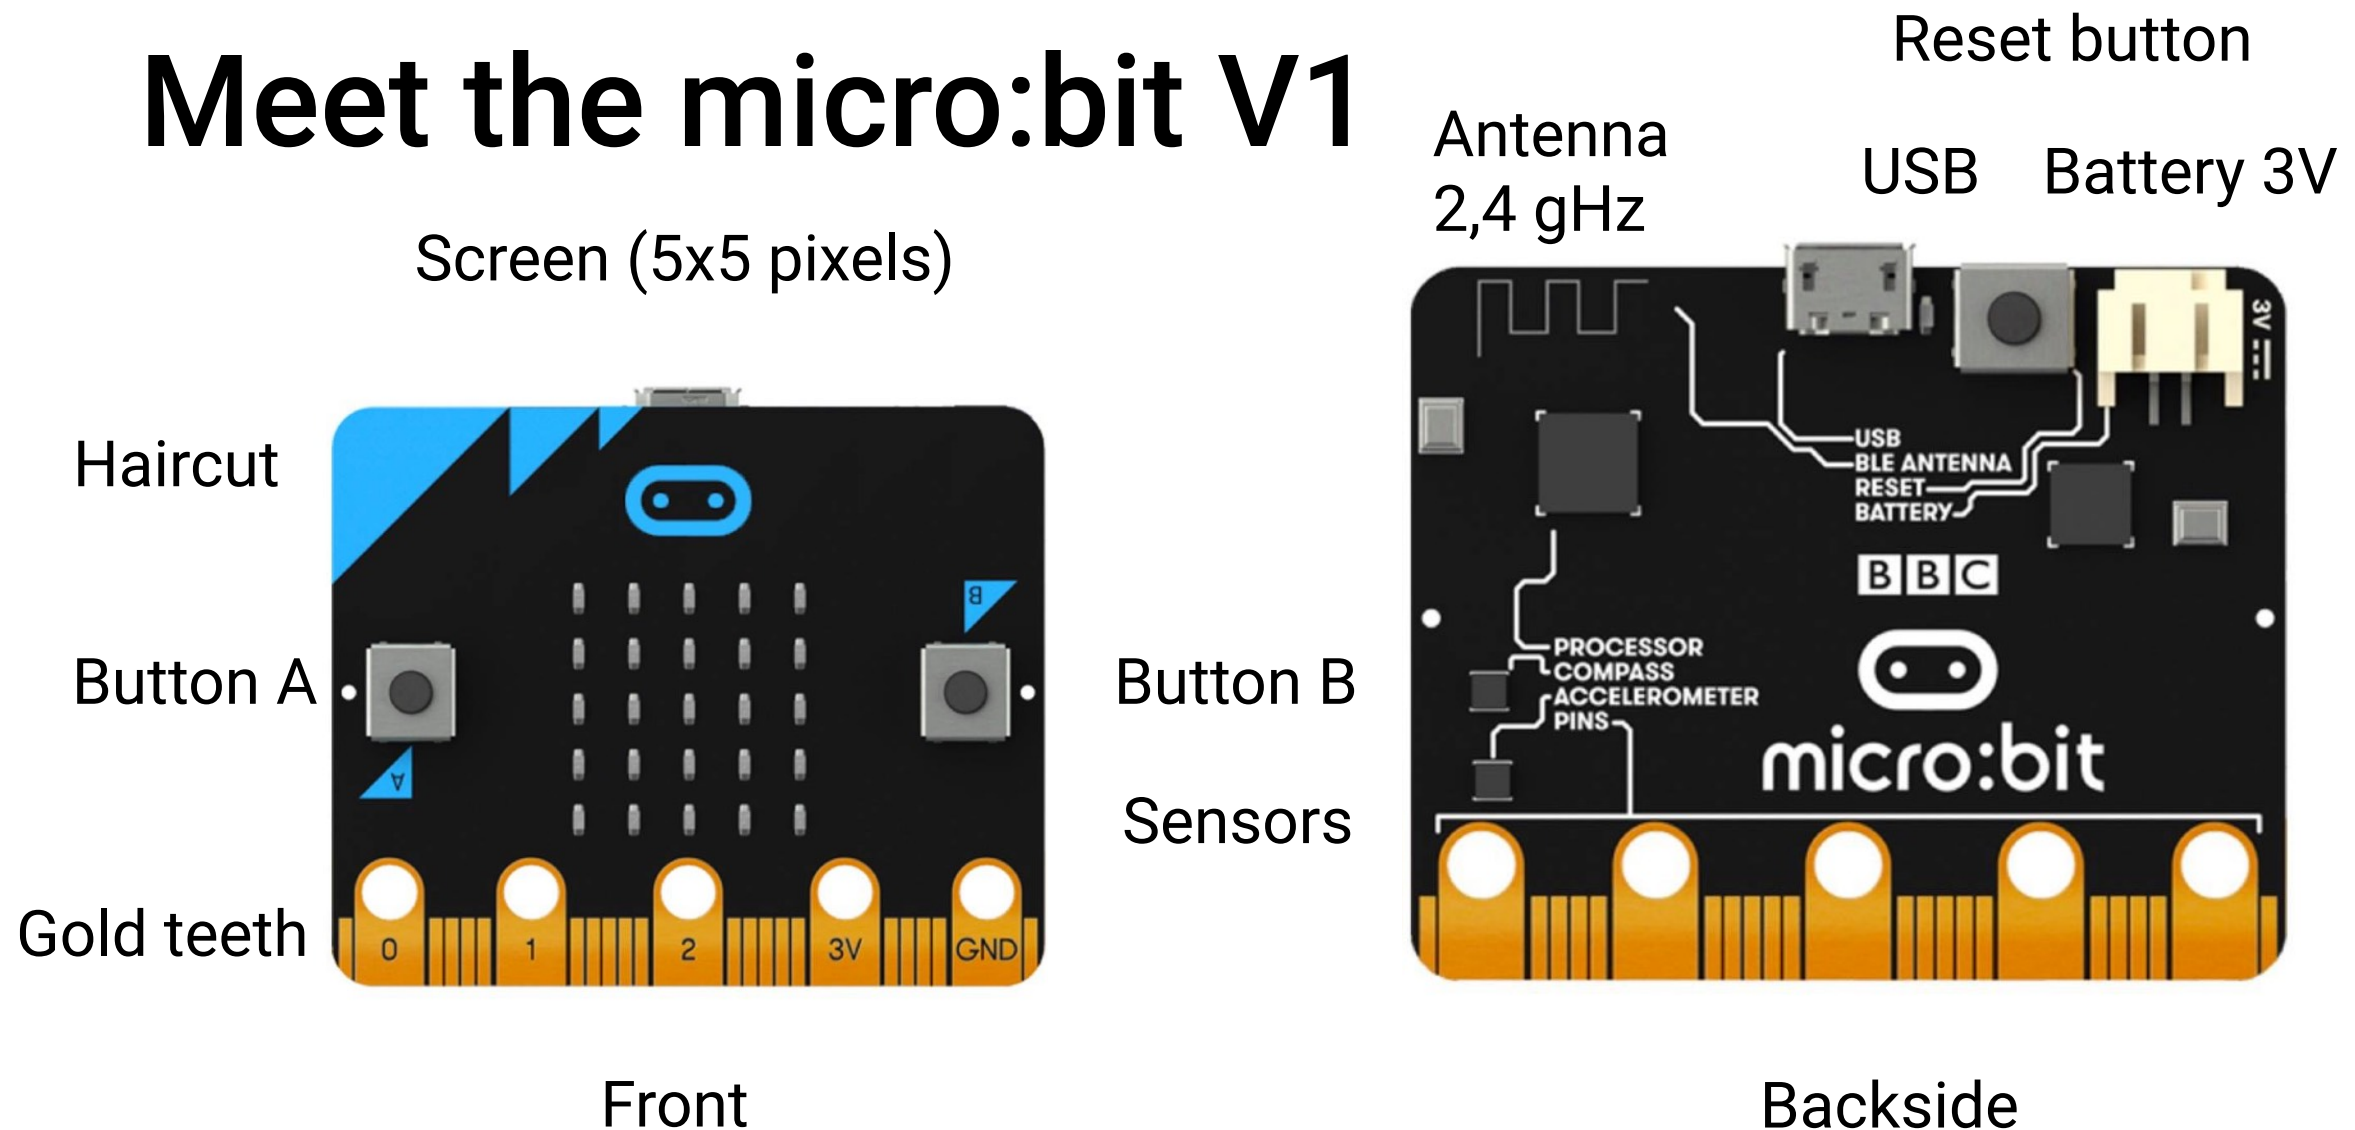 Meet the micro:bit V1
Screen (5x5 pixels)
Haircut
Button A
Gold teeth
B
A
0 1 2 3V GND
Front
Reset button
Antenna
2,4 gHz
USB
Battery 3V
Button B
Sensors
3V
USB
BLE ANTENNA
RESET
BATTERY
BBC
PROCESSOR
COMPASS
ACCELEROMETER
PINS
micro:bit
Backside